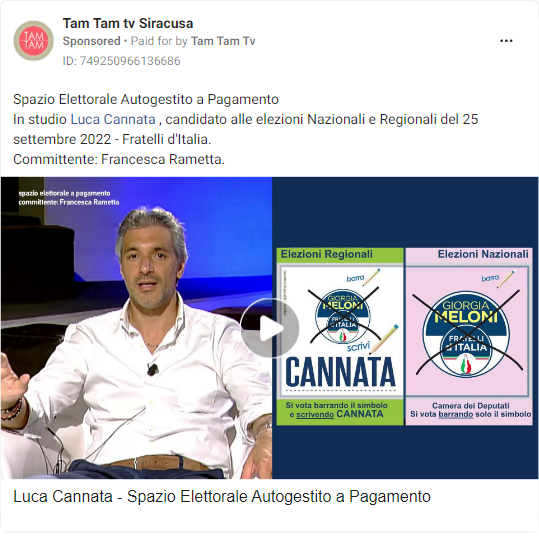 Tam Tam tv Siracusa
Sponsored • Paid for by Tam Tam Tv
ID: 749250966136686
TAM
TAM
Spazio Elettorale Autogestito a Pagamento
In studio Luca Cannata , candidato alle elezioni Nazionali e Regionali del 25
settembre 2022 - Fratelli d'Italia.
Committente: Francesca Rametta.
spazio elettorale a pagamento
committente: Francesca Rametta
Elezioni Regionali
barra
GIORGIA
MELONI
FRATELLI
D'ITALIA
scrivi
CANNATA
Si vota barrando il simbolo
e scrivendo CANNATA
Elezioni Nazionali
barra
GIORGIA
MELONI
FRATELLI
D'ITALIA
Camera dei Deputati
Si vota barrando solo il simbolo
Luca Cannata - Spazio Elettorale Autogestito a Pagamento